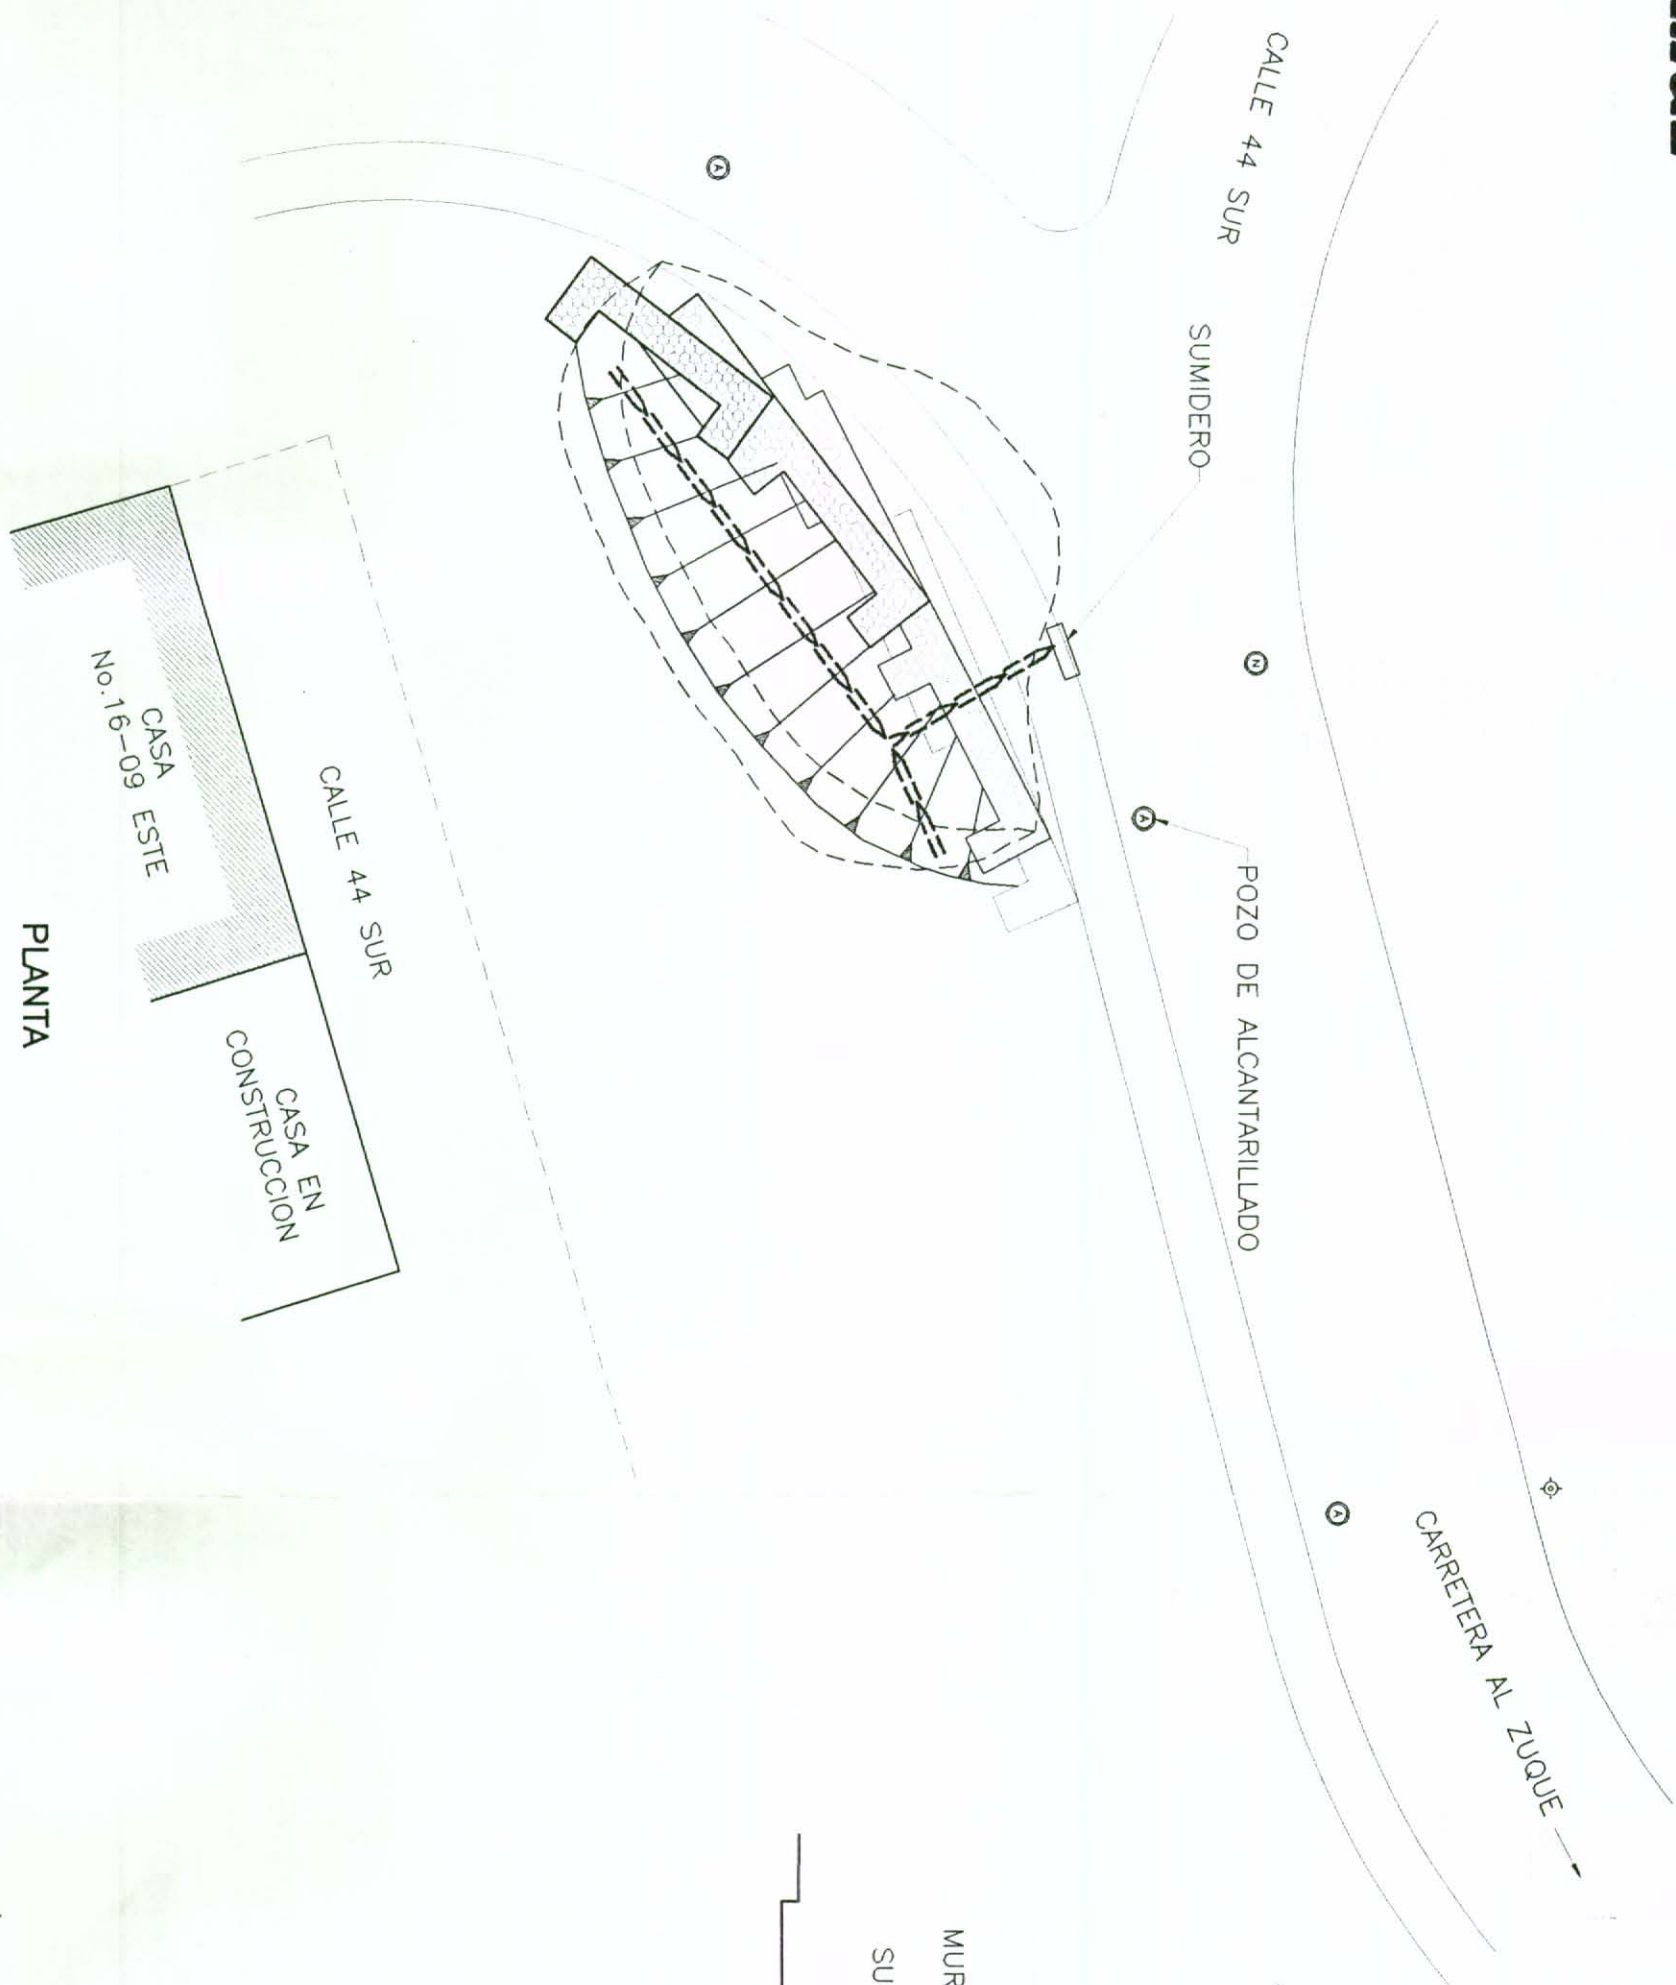 CALLE 44 SUR
SUMIDERO
CARRETERA AL ZUQUE
POZO DE ALCANTARILLADO
A
N
A
A
CALLE 44 SUR
CASA
No.16-09 ESTE
CASA EN
CONSTRUCCION
PLANTA
MUR
SU